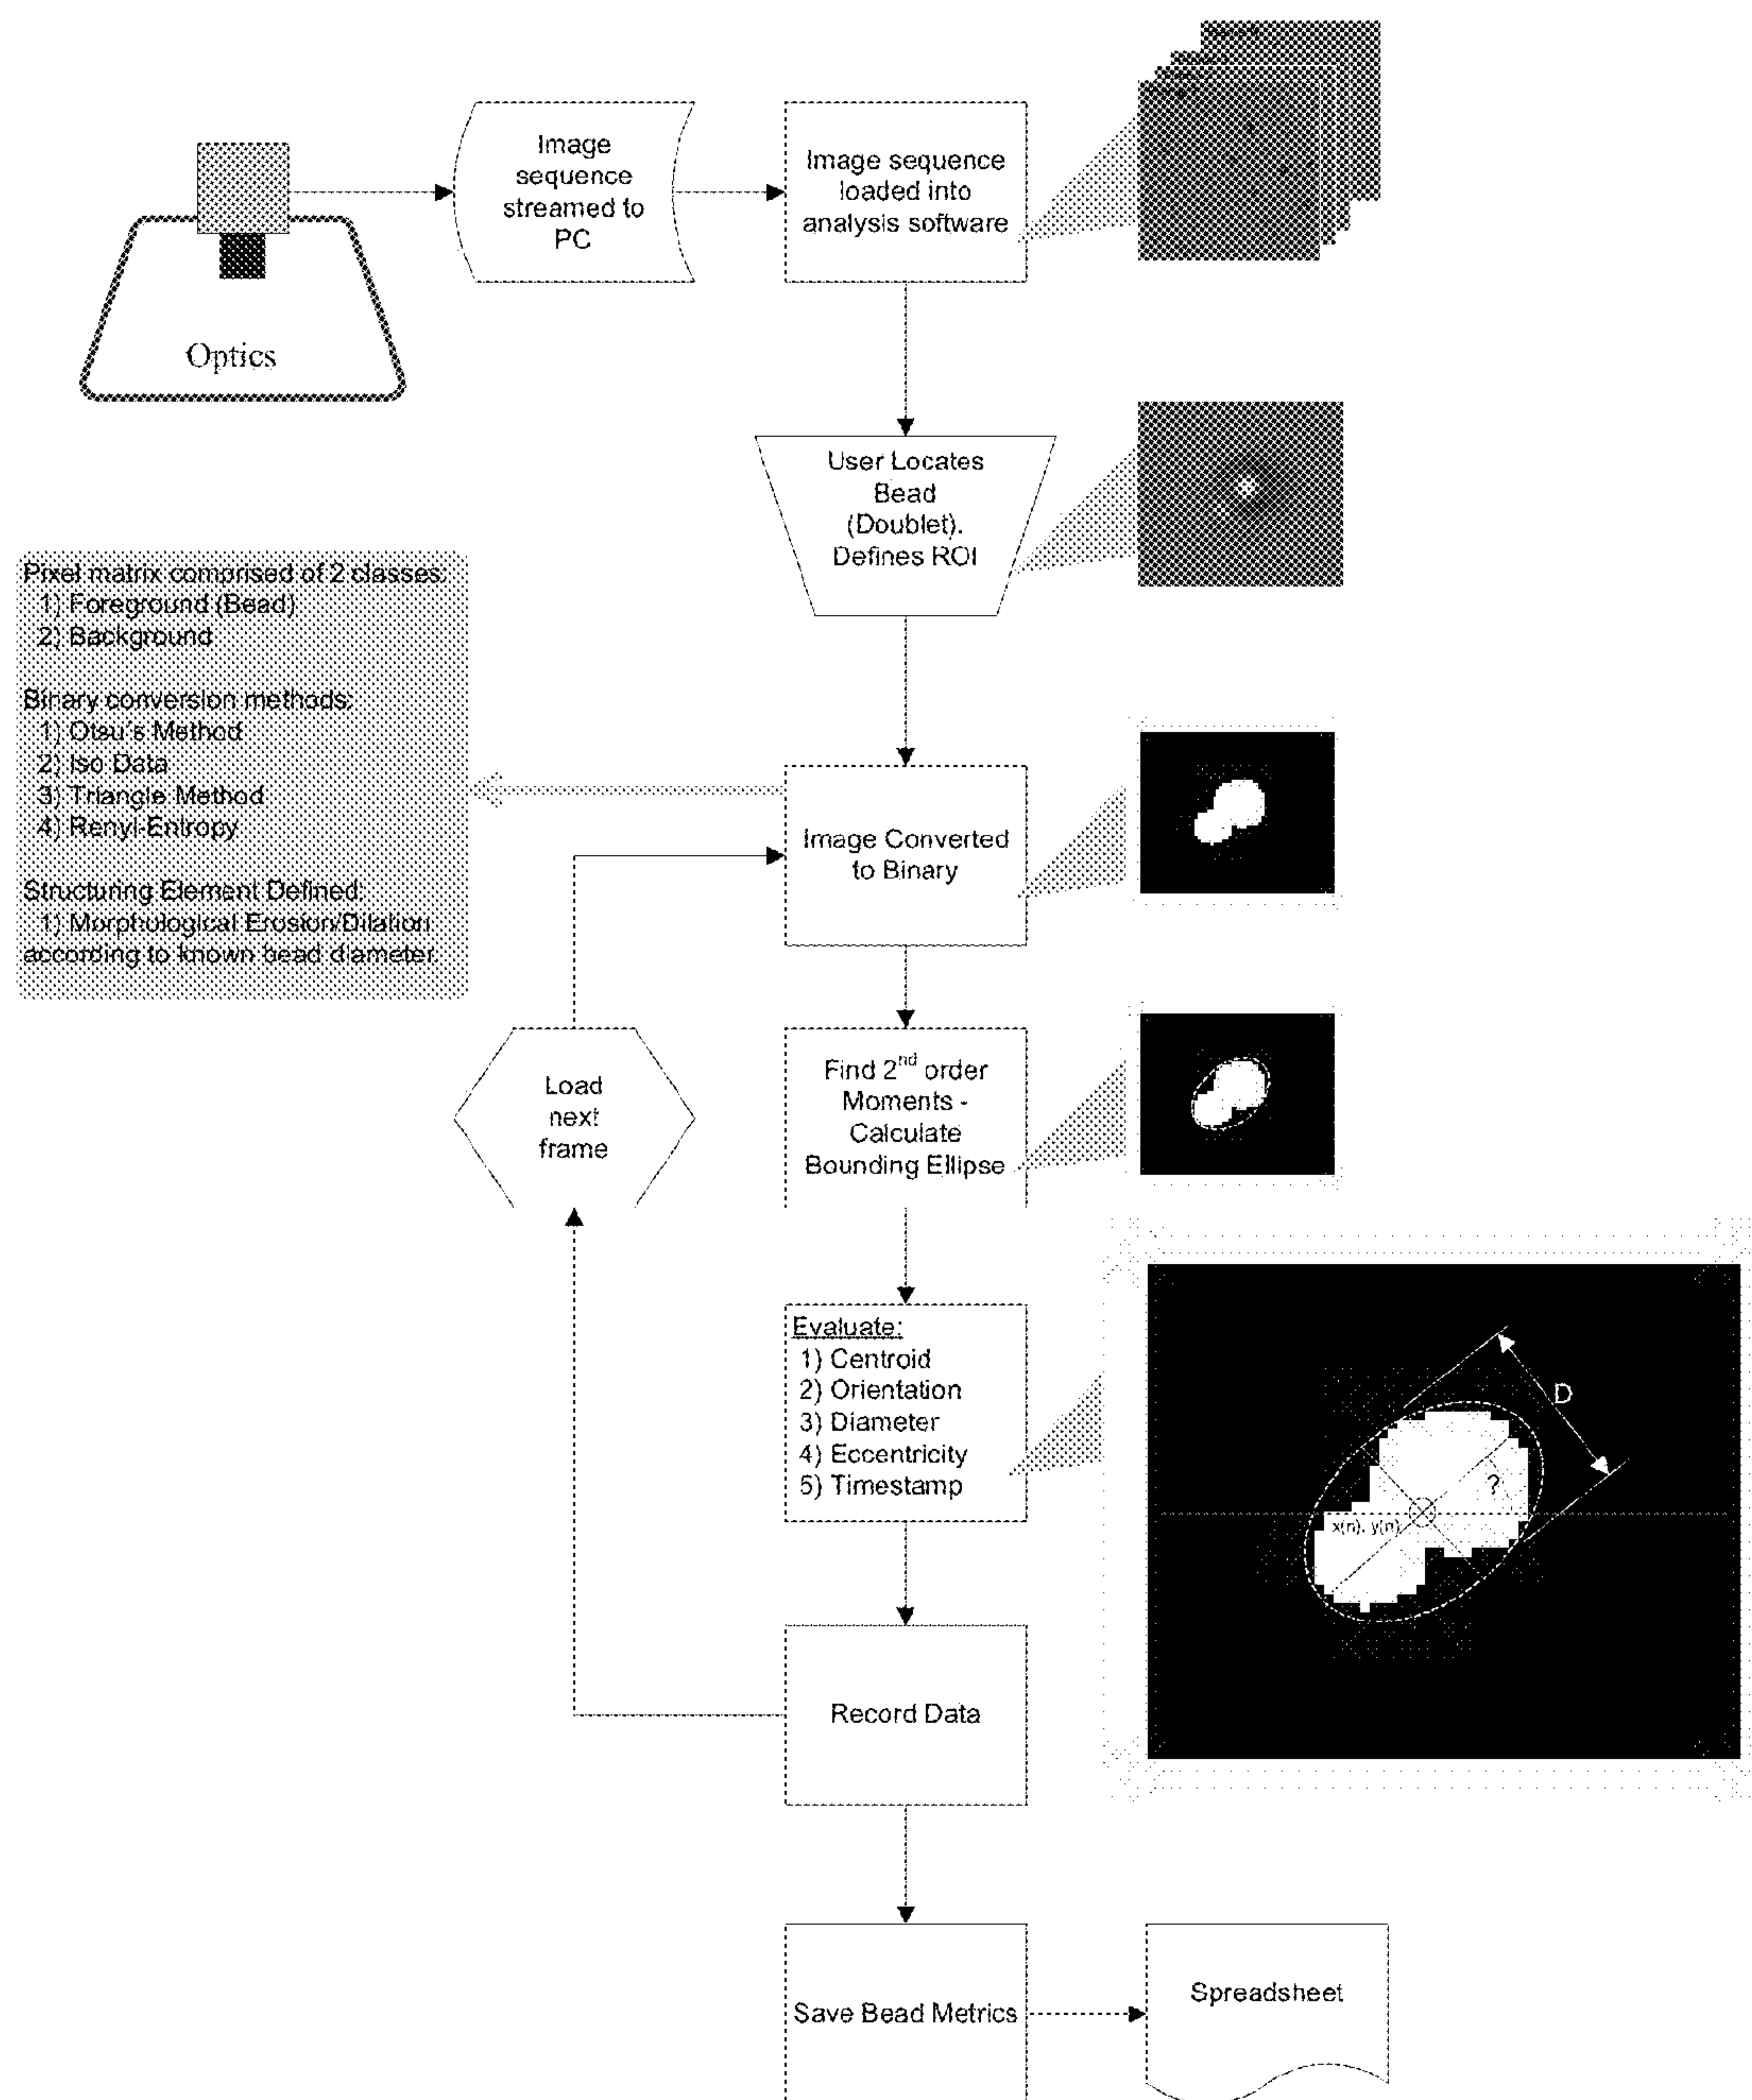 Image
sequence
streamed to
PC
Image sequence
loaded into
analysis software
Optics
User Locates
Bead
(Doublet).
Defines ROI
Pixel matrix comprised of 2 classes:
1) Foreground (Bead)
2) Background
Binary conversion methods:
1) Otsu's Method
2) Iso Data
3) Triangle Method
4) Renyl-Entropy
Structuring Element Defined:
1) Morphological Erosion/Dilation
according to known bead diameter.
Image Converted
to Binary
Load
next
frame
Find 2nd order
Moments -
Calculate
Bounding Ellipse
Evaluate:
1) Centroid
2) Orientation
3) Diameter
4) Eccentricity
5) Timestamp
D
?
x(n), y(n)
Record Data
Save Bead Metrics
Spreadsheet